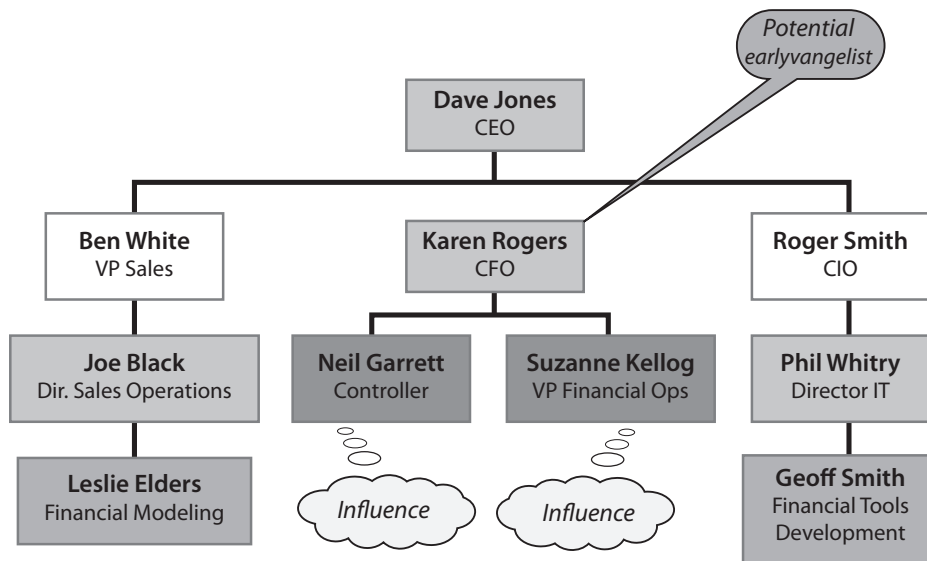 Potential
earlyvangelist
Dave Jones
CEO
Ben White
VP Sales
Karen Rogers
CFO
Roger Smith
CIO
Joe Black
Dir. Sales Operations
Neil Garrett
Controller
Suzanne Kellog
VP Financial Ops
Phil Whitry
Director IT
Leslie Elders
Financial Modeling
Influence
Influence
Geoff Smith
Financial Tools
Development